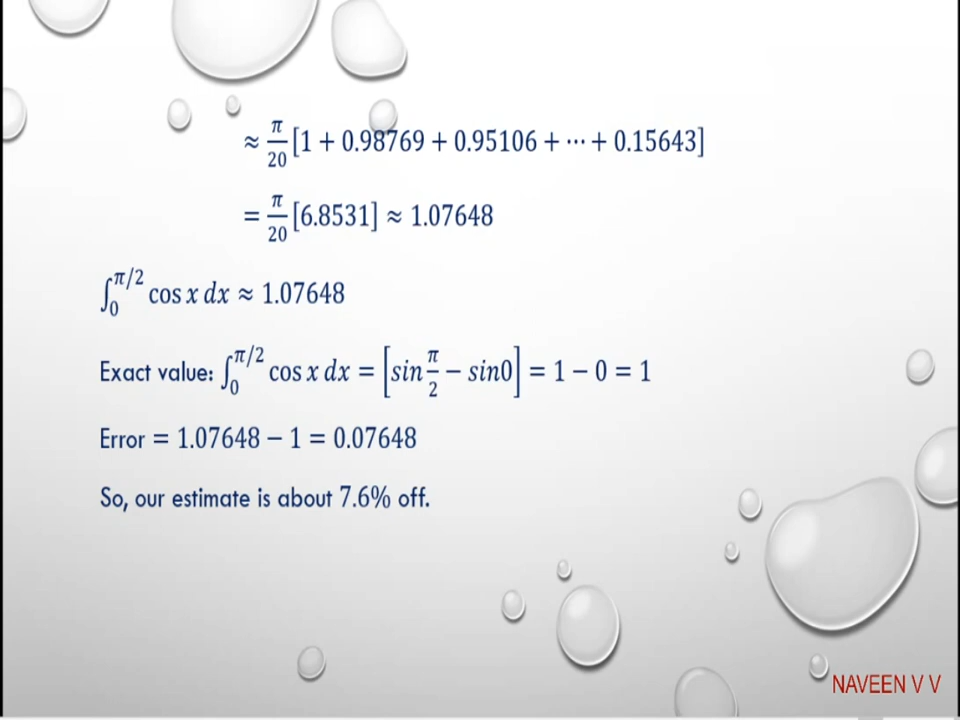 ≈ π/20 [1 + 0.98769 + 0.95106 + ⋯ + 0.15643]
= π/20 [6.8531] ≈ 1.07648
∫₀^{π/2} cos x dx ≈ 1.07648
Exact value: ∫₀^{π/2} cos x dx = [sin π/2 − sin0] = 1 − 0 = 1
Error = 1.07648 − 1 = 0.07648
So, our estimate is about 7.6% off.
NAVEEN V V